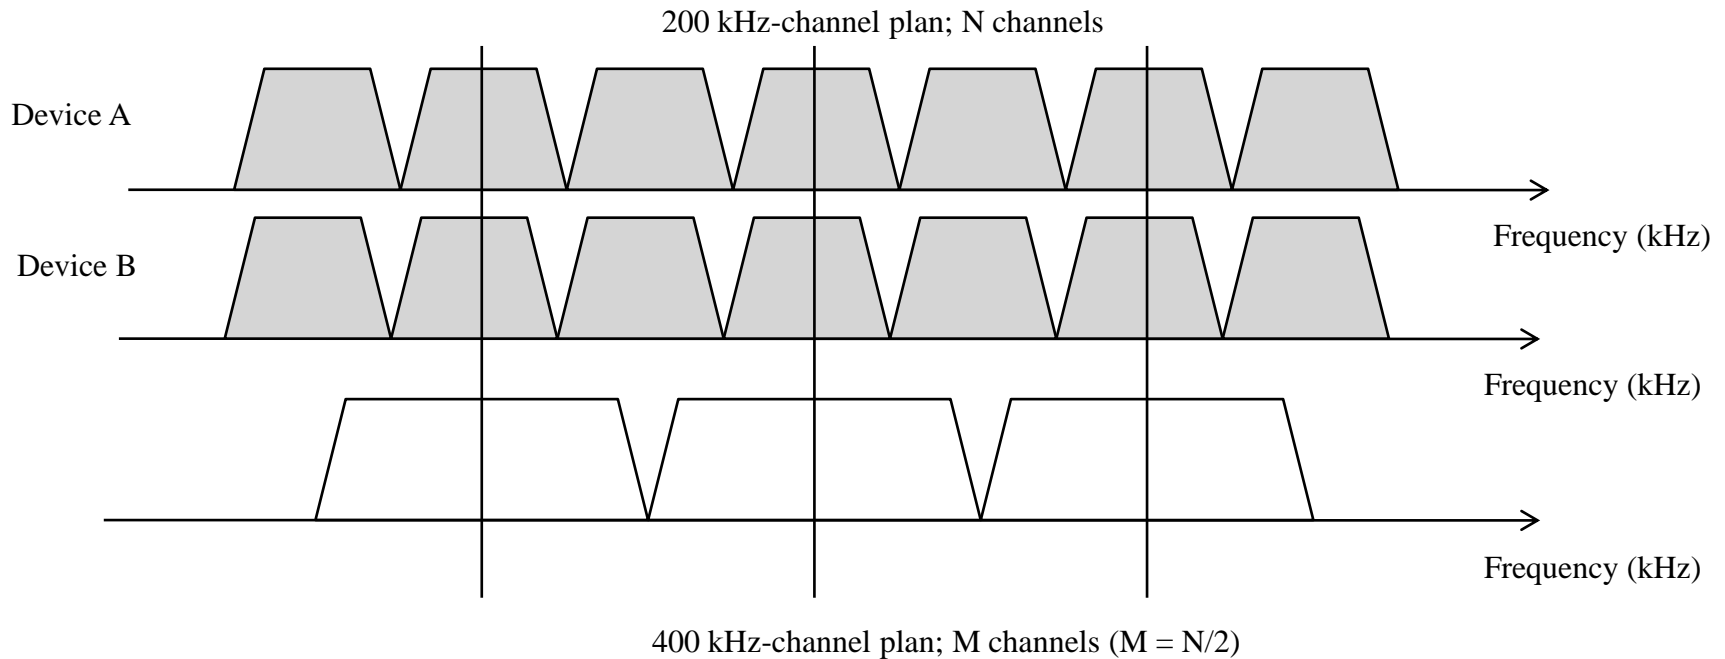 200 kHz-channel plan; N channels
Device A
Frequency (kHz)
Device B
Frequency (kHz)
Frequency (kHz)
400 kHz-channel plan; M channels (M = N/2)